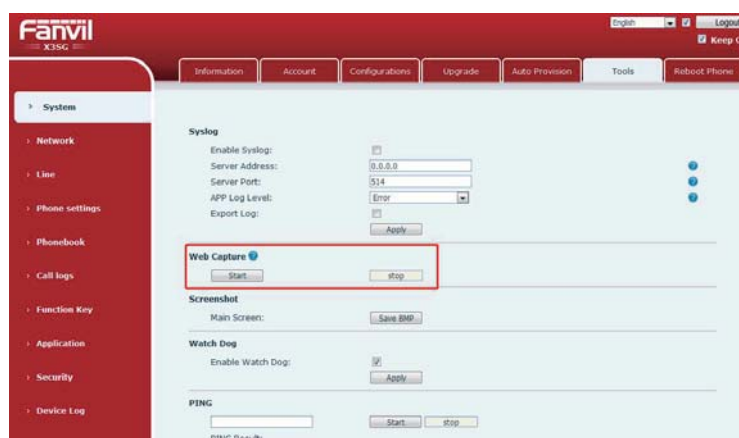 Fanvil
X3SG
English
Logout
Keep
Information Account Configurations Upgrade Auto Provision Tools Reboot Phone
› System
› Network
› Line
› Phone settings
› Phonebook
› Call logs
› Function Key
› Application
› Security
› Device Log
Syslog
Enable Syslog:
Server Address: 0.0.0.0
Server Port: 514
APP Log Level: Error
Export Log:
Apply
Web Capture
Start stop
Screenshot
Main Screen: Save BMP
Watch Dog
Enable Watch Dog:
Apply
PING
Start stop